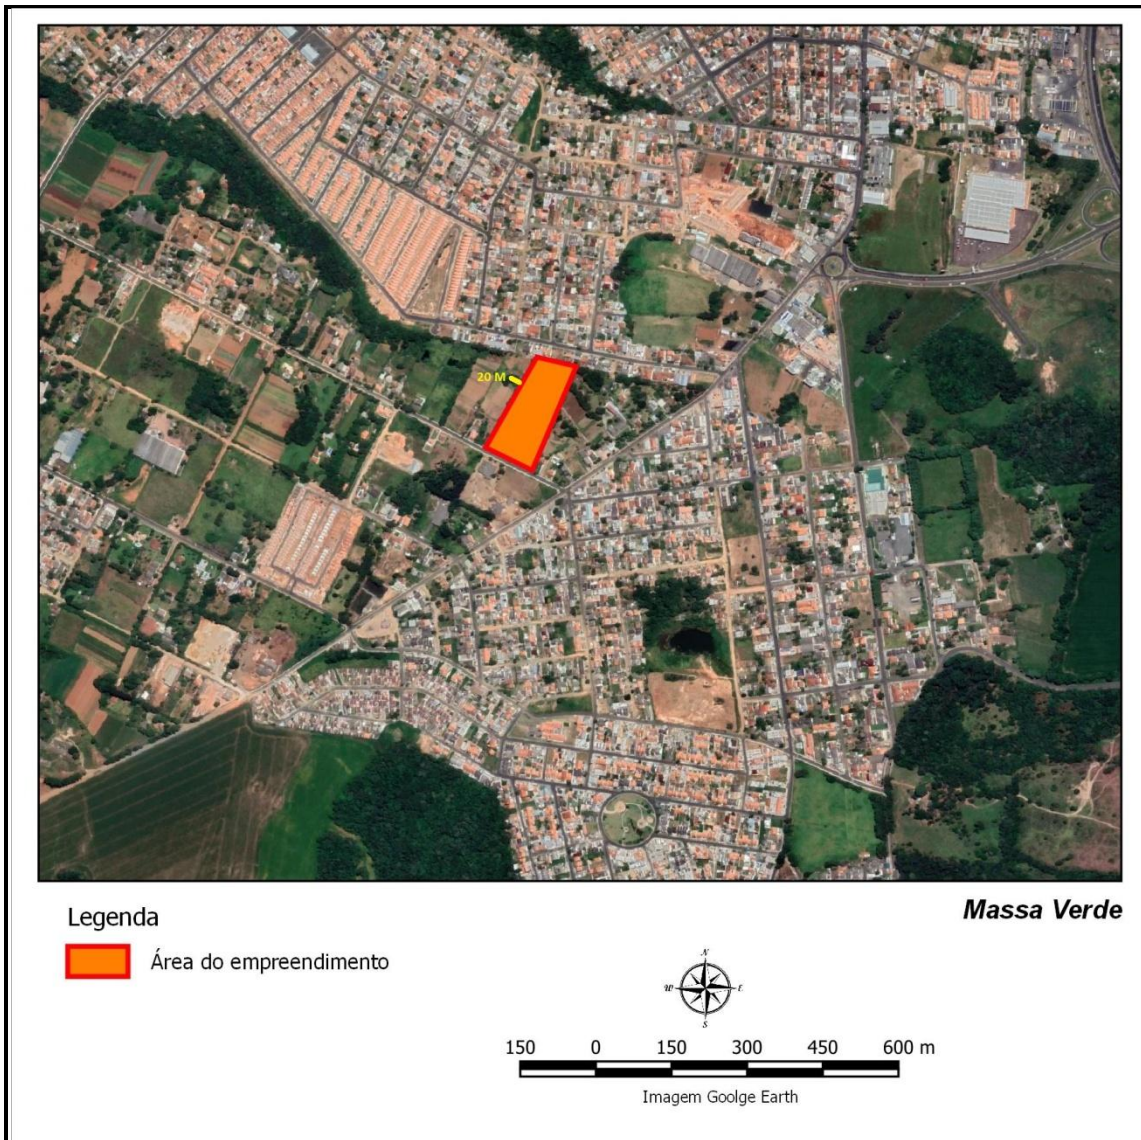 20 M
Massa Verde
Legenda
Área do empreendimento
N
W E
S
150 0 150 300 450 600 m
Imagem Goolge Earth